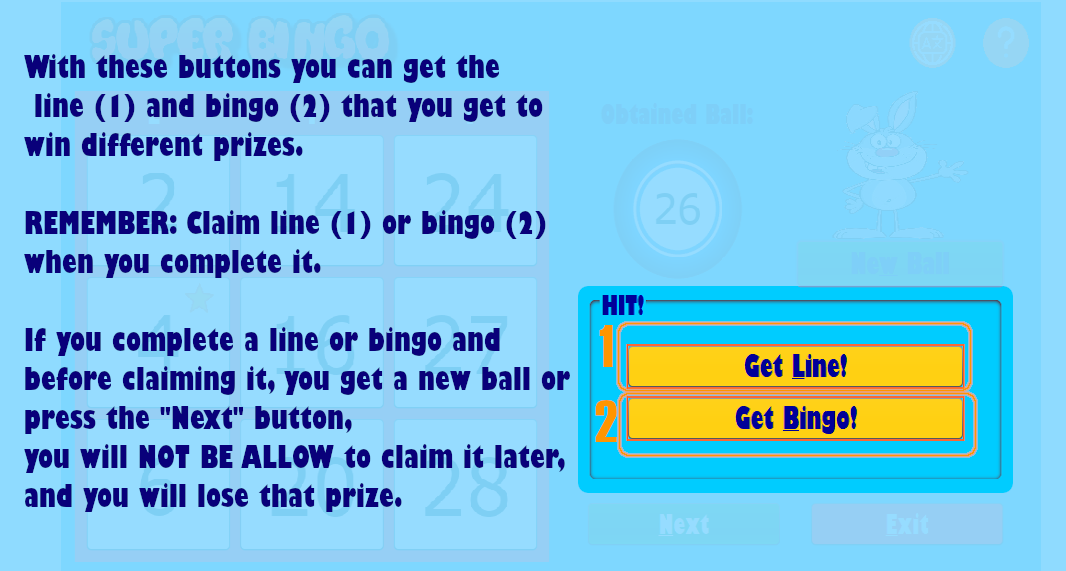 SUPER BINGO
?
With these buttons you can get the
line (1) and bingo (2) that you get to
win different prizes.
REMEMBER: Claim line (1) or bingo (2)
when you complete it.
If you complete a line or bingo and
before claiming it, you get a new ball or
press the "Next" button,
you will NOT BE ALLOW to claim it later,
and you will lose that prize.
2 14 24
4 16 27
6 20 28
Obtained Ball:
26
New Ball
HIT!
1
Get Line!
2
Get Bingo!
Next
Exit